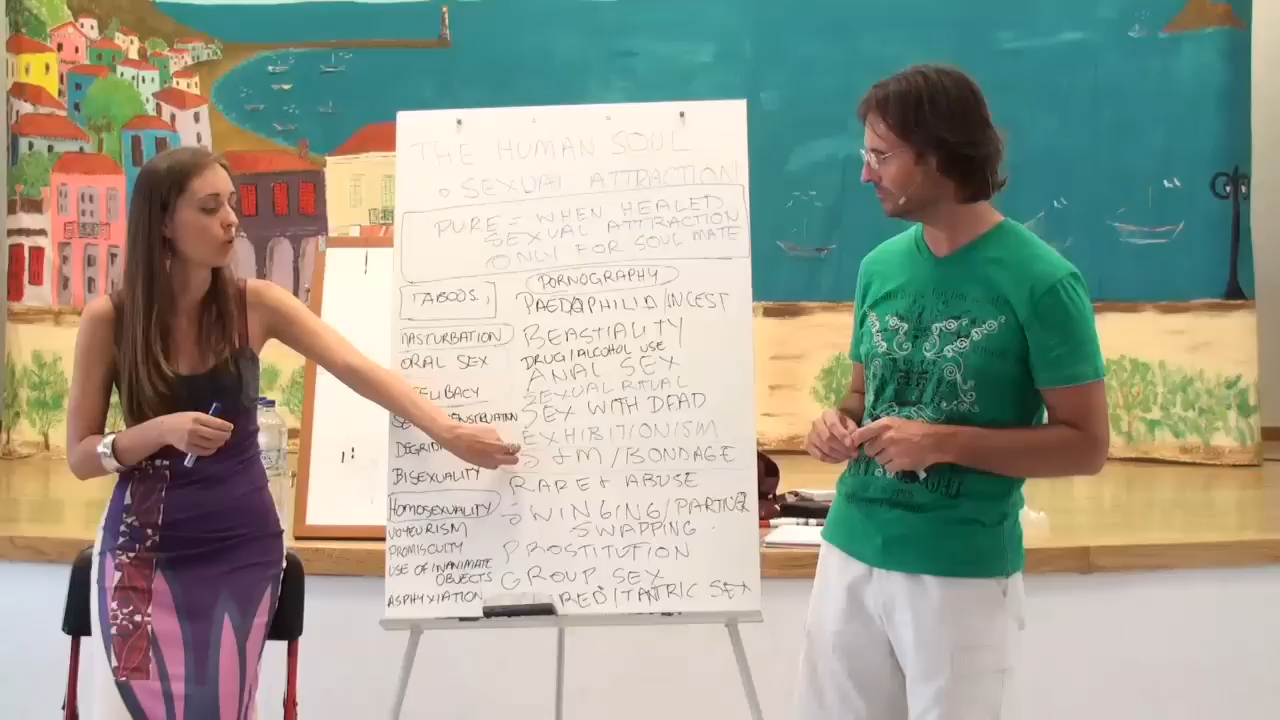 THE HUMAN SOUL
o SEXUAL ATTRACTION
PURE = WHEN HEALED
SEXUAL ATTRACTION
ONLY FOR SOUL MATE
TABOOS,
MASTURBATION
ORAL SEX
BISEXUALITY
HOMOSEXUALITY
VOYEURISM
PROMISCUITY
USE OF INANIMATE
OBJECTS
ASPHYXIATION
PORNOGRAPHY
PAEDOPHILIA/INCEST
BEASTIALITY
DRUG/ALCOHOL USE
ANAL SEX
SEXUAL RITUAL
SEX WITH DEAD
EXHIBITIONISM
S+M/BONDAGE
RAPE + ABUSE
SWINGING/PARTNER
SWAPPING
PROSTITUTION
GROUP SEX
TANTRIC SEX